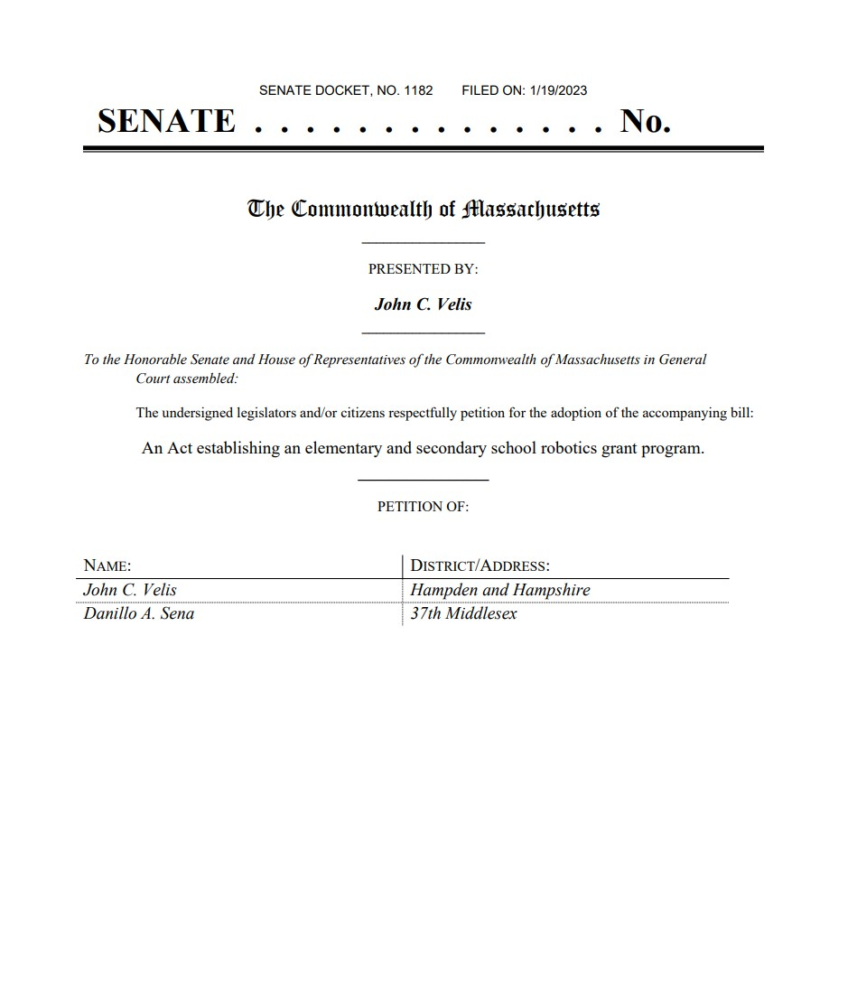 SENATE DOCKET, NO. 1182 FILED ON: 1/19/2023
SENATE . . . . . . . . . . . . . . No.
The Commonwealth of Massachusetts
PRESENTED BY:
John C. Velis
To the Honorable Senate and House of Representatives of the Commonwealth of Massachusetts in General
Court assembled:
The undersigned legislators and/or citizens respectfully petition for the adoption of the accompanying bill:
An Act establishing an elementary and secondary school robotics grant program.
PETITION OF:
NAME: DISTRICT/ADDRESS:
John C. Velis Hampden and Hampshire
Danillo A. Sena 37th Middlesex